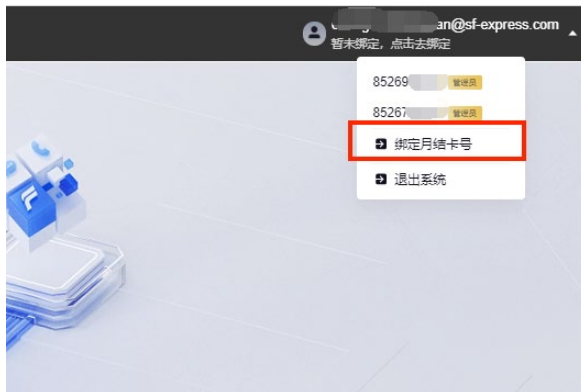 an@sf-express.com
暂未绑定，点击去绑定
85269 管理员
85267 管理员
绑定月结卡号
退出系统